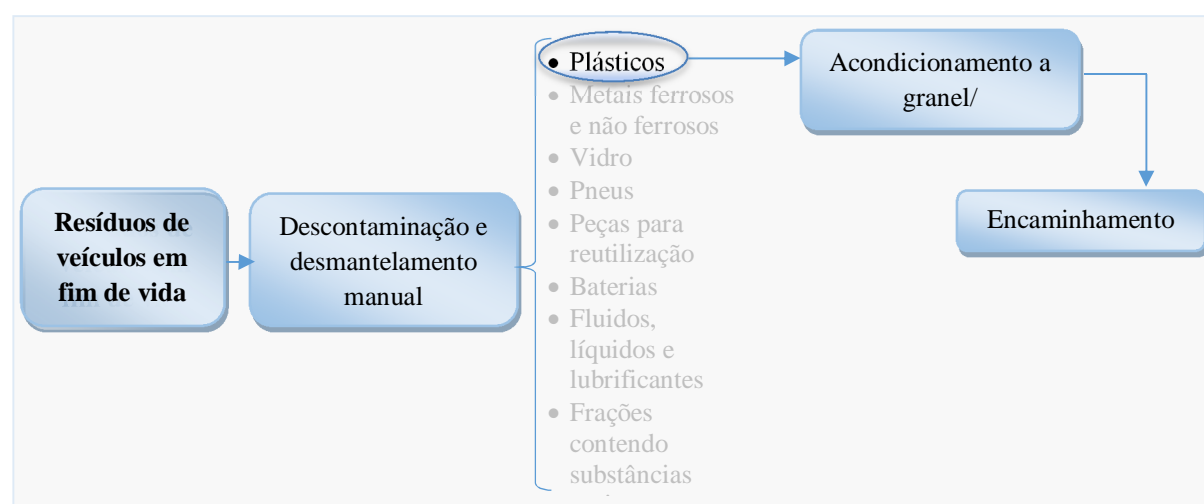 Resíduos de
veículos em
fim de vida
Descontaminação e
desmantelamento
manual
• Plásticos
• Metais ferrosos
e não ferrosos
• Vidro
• Pneus
• Peças para
reutilização
• Baterias
• Fluidos,
líquidos e
lubrificantes
• Frações
contendo
substâncias
Acondicionamento a
granel/
Encaminhamento